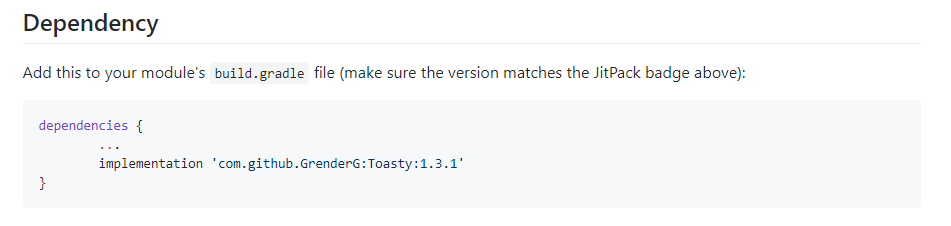 Dependency
Add this to your module's build.gradle file (make sure the version matches the JitPack badge above):
dependencies {
...
implementation 'com.github.GrenderG:Toasty:1.3.1'
}